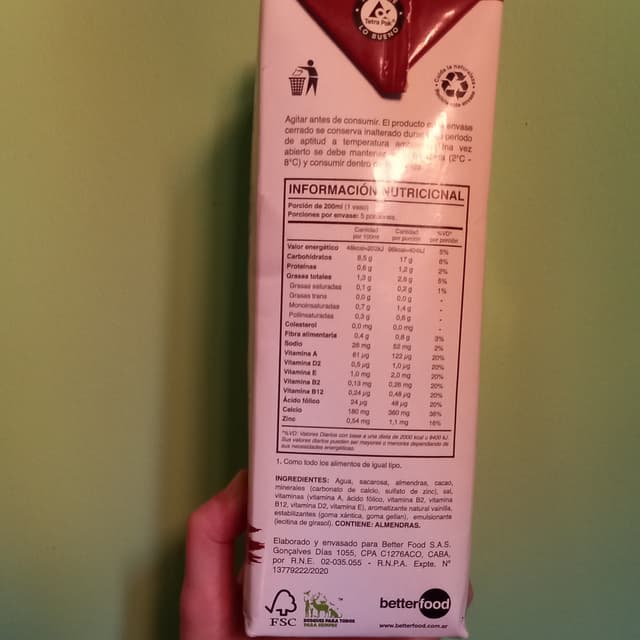 Tetra Pak
LO BUENO
Cuida la naturaleza
Agitar antes de consumir. El producto en envase
cerrado se conserva inalterado período
de aptitud a temperatura Una vez
abierto se debe (2°C -
8°C) y consumir dentro
INFORMACIÓN NUTRICIONAL
Porción de 200ml (1 vaso)
Porciones por envase: 5 porciones.
Cantidad por 100ml Cantidad por porción %VD* por porción
Valor energético 48kcal=202kJ 96kcal=404kJ 5%
Carbohidratos 8,5 g 17 g 6%
Proteínas 0,6 g 1,2 g 2%
Grasas totales 1,3 g 2,6 g 5%
Grasas saturadas 0,1 g 0,2 g 1%
Grasas trans 0,0 g 0,0 g -
Monoinsaturadas 0,7 g 1,4 g -
Poliinsaturadas 0,3 g 0,6 g -
Colesterol 0,0 mg 0,0 mg -
Fibra alimentaria 0,4 g 0,8 g 3%
Sodio 26 mg 52 mg 2%
Vitamina A 61 µg 122 µg 20%
Vitamina D2 0,5 µg 1,0 µg 20%
Vitamina E 1,0 mg 2,0 mg 20%
Vitamina B2 0,13 mg 0,26 mg 20%
Vitamina B12 0,24 µg 0,48 µg 20%
Ácido fólico 24 µg 48 µg 20%
Calcio 180 mg 360 mg 36%
Zinc 0,54 mg 1,1 mg 16%
*%VD: Valores Diarios con base a una dieta de 2000 kcal u 8400 kJ.
Sus valores diarios pueden ser mayores o menores dependiendo de
sus necesidades energéticas.
1. Como todo los alimentos de igual tipo.
INGREDIENTES: Agua, sacarosa, almendras, cacao,
minerales (carbonato de calcio, sulfato de zinc), sal,
vitaminas (vitamina A, ácido fólico, vitamina B2, vitamina
B12, vitamina D2, vitamina E), aromatizante natural vainilla,
estabilizantes (goma xántica, goma gellan), emulsionante
(lecitina de girasol). CONTIENE: ALMENDRAS.
Elaborado y envasado para Better Food S.A.S.
Gonçalves Días 1055, CPA C1276ACO, CABA,
por R.N.E. 02-035.055 - R.N.P.A. Expte. N°
13779222/2020
FSC
BOSQUES PARA TODOS
PARA SIEMPRE
betterfood
www.betterfood.com.ar